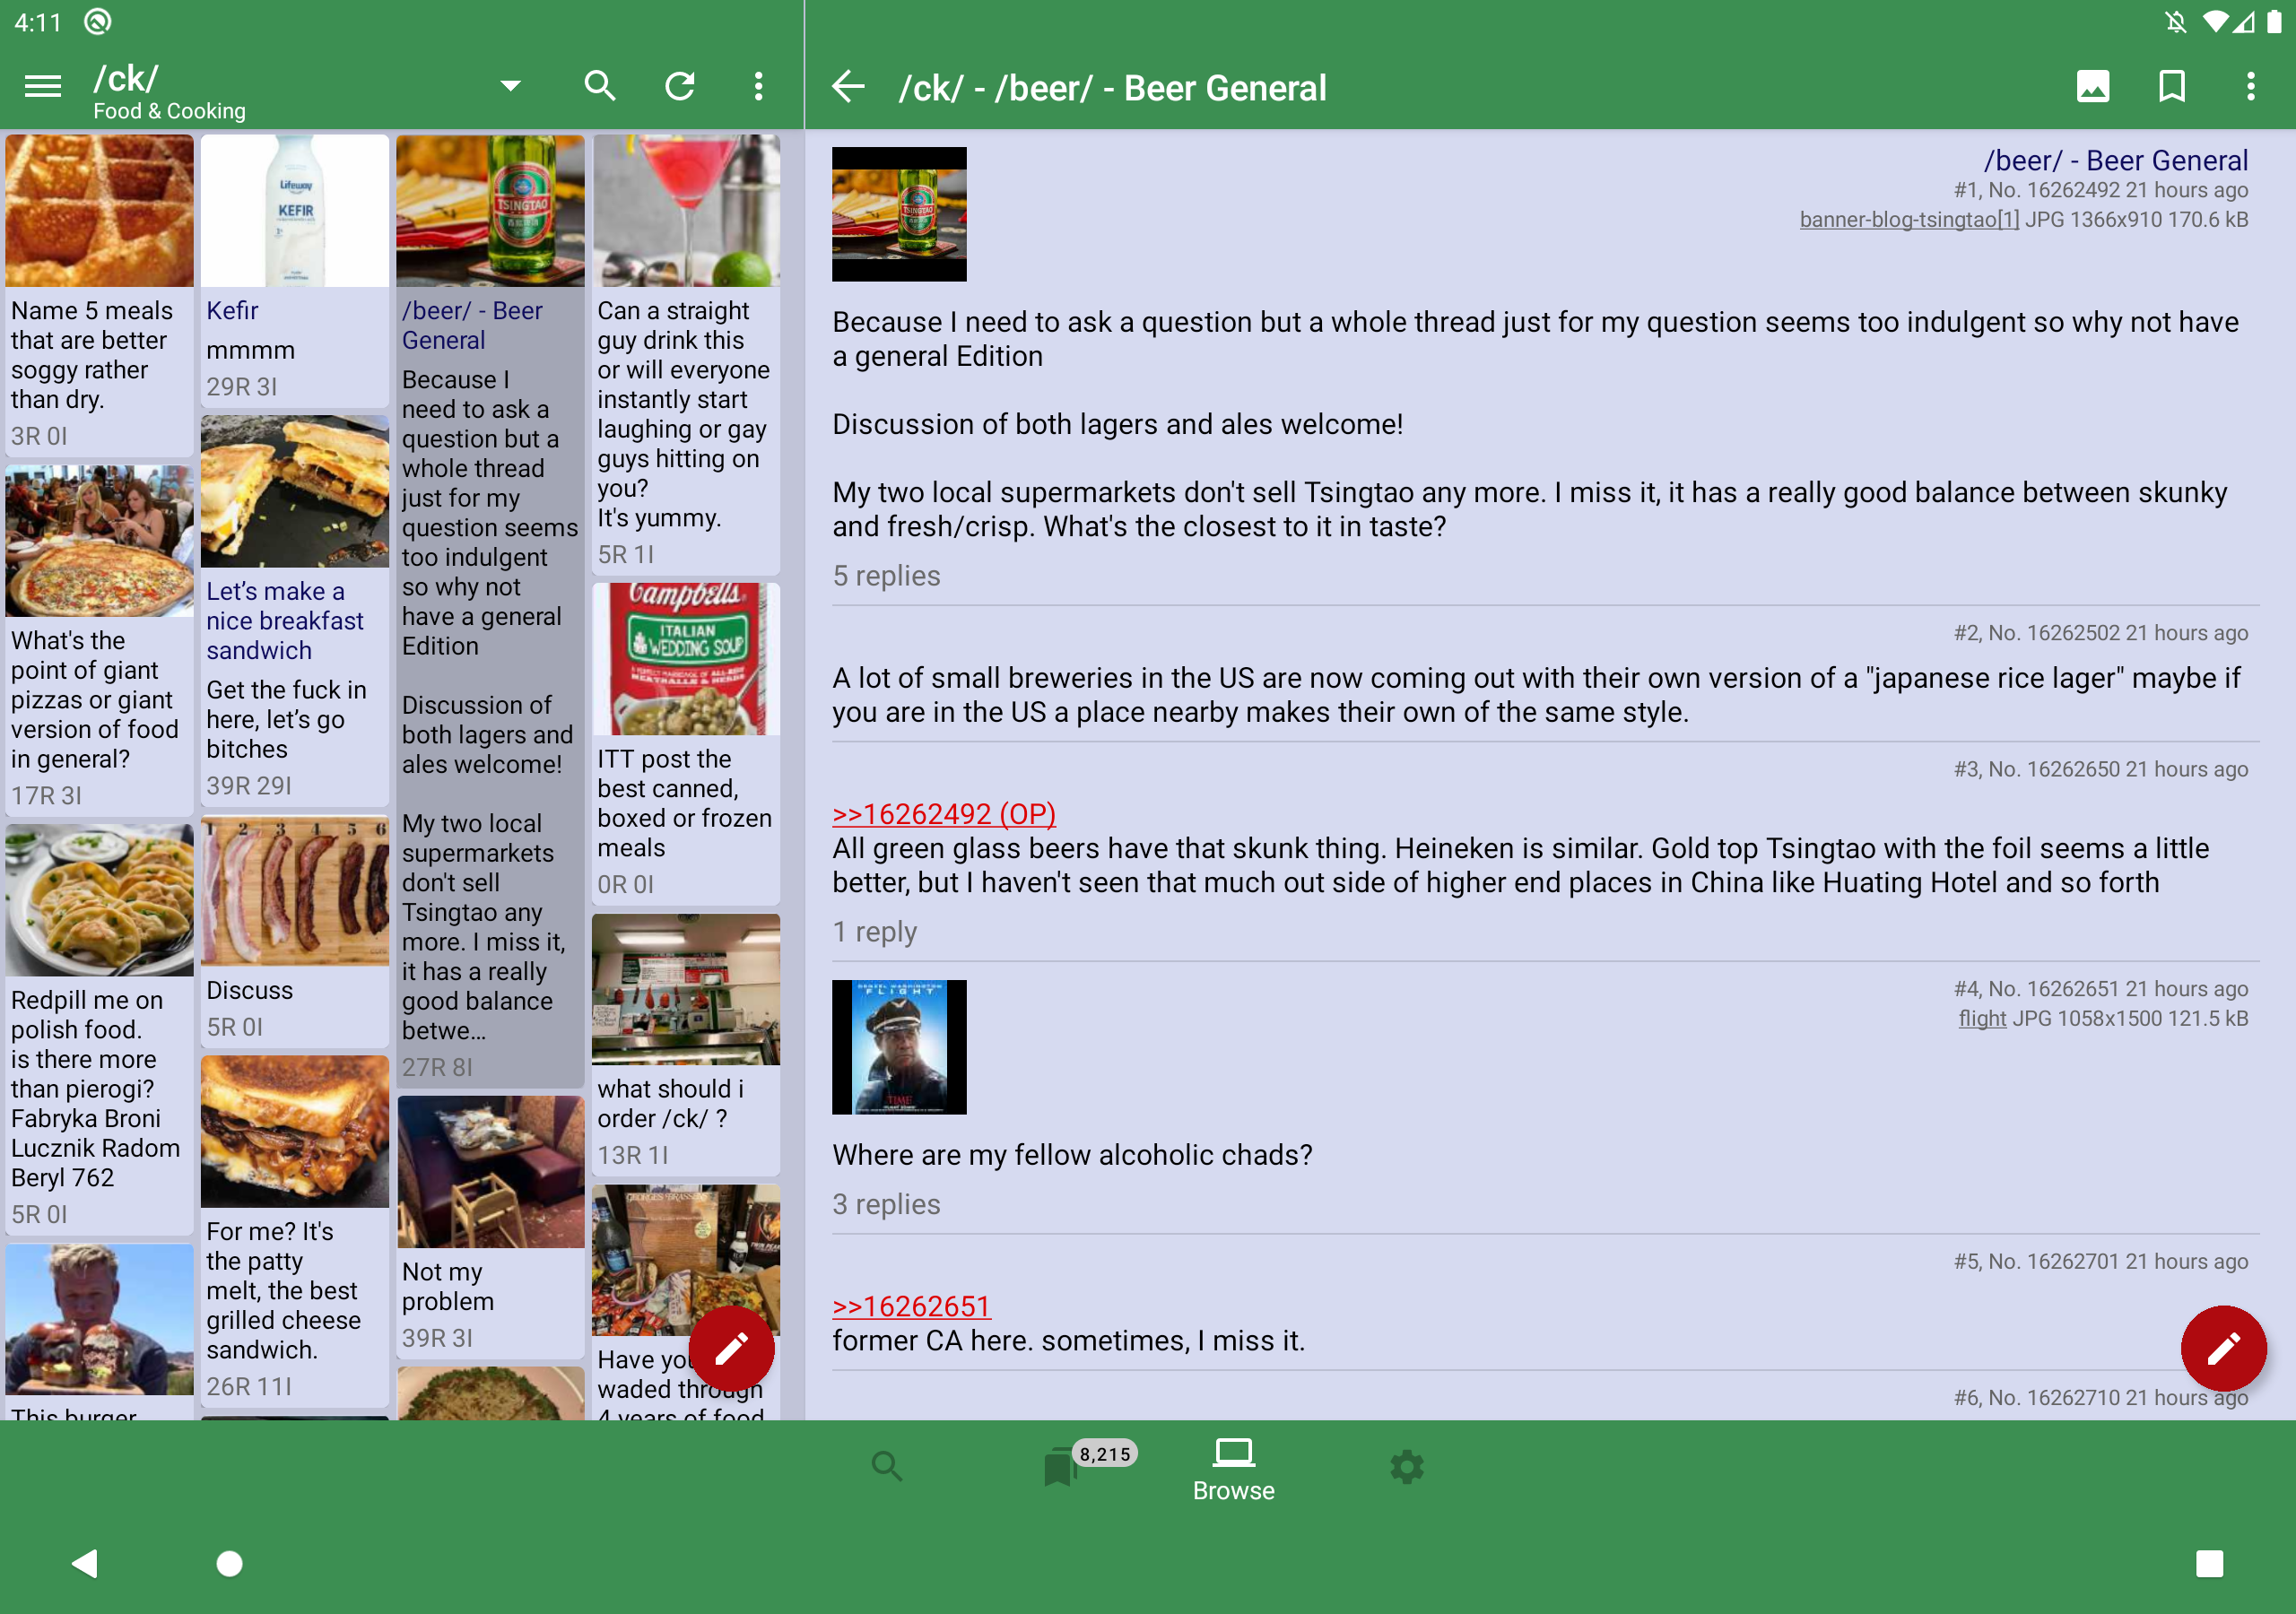 4:11
/ck/
Food & Cooking
/ck/ - /beer/ - Beer General
Name 5 meals
that are better
soggy rather
than dry.
3R 0I
What's the
point of giant
pizzas or giant
version of food
in general?
17R 3I
Redpill me on
polish food.
is there more
than pierogi?
Fabryka Broni
Lucznik Radom
Beryl 762
5R 0I
This burger
Lifeway
KEFIR
Kefir
mmmm
29R 3I
Let’s make a
nice breakfast
sandwich
Get the fuck in
here, let’s go
bitches
39R 29I
1 2 3 4 5 6
Discuss
5R 0I
For me? It's
the patty
melt, the best
grilled cheese
sandwich.
26R 11I
TSINGTAO
/beer/ - Beer
General
Because I
need to ask a
question but a
whole thread
just for my
question seems
too indulgent
so why not
have a general
Edition
Discussion of
both lagers and
ales welcome!
My two local
supermarkets
don't sell
Tsingtao any
more. I miss it,
it has a really
good balance
betwe...
27R 8I
Not my
problem
39R 3I
Can a straight
guy drink this
or will everyone
instantly start
laughing or gay
guys hitting on
you?
It's yummy.
5R 1I
Campbell's
ITALIAN
WEDDING SOUP
ITT post the
best canned,
boxed or frozen
meals
0R 0I
what should i
order /ck/ ?
13R 1I
GEORGES BRASSENS
Have you
waded through
4 years of food
/beer/ - Beer General
#1, No. 16262492 21 hours ago
banner-blog-tsingtao[1] JPG 1366x910 170.6 kB
TSINGTAO
Because I need to ask a question but a whole thread just for my question seems too indulgent so why not have
a general Edition
Discussion of both lagers and ales welcome!
My two local supermarkets don't sell Tsingtao any more. I miss it, it has a really good balance between skunky
and fresh/crisp. What's the closest to it in taste?
5 replies
#2, No. 16262502 21 hours ago
A lot of small breweries in the US are now coming out with their own version of a "japanese rice lager" maybe if
you are in the US a place nearby makes their own of the same style.
#3, No. 16262650 21 hours ago
>>16262492 (OP)
All green glass beers have that skunk thing. Heineken is similar. Gold top Tsingtao with the foil seems a little
better, but I haven't seen that much out side of higher end places in China like Huating Hotel and so forth
1 reply
#4, No. 16262651 21 hours ago
flight JPG 1058x1500 121.5 kB
DENZEL WASHINGTON
FLIGHT
TIME
Where are my fellow alcoholic chads?
3 replies
#5, No. 16262701 21 hours ago
>>16262651
former CA here. sometimes, I miss it.
#6, No. 16262710 21 hours ago
8,215
Browse